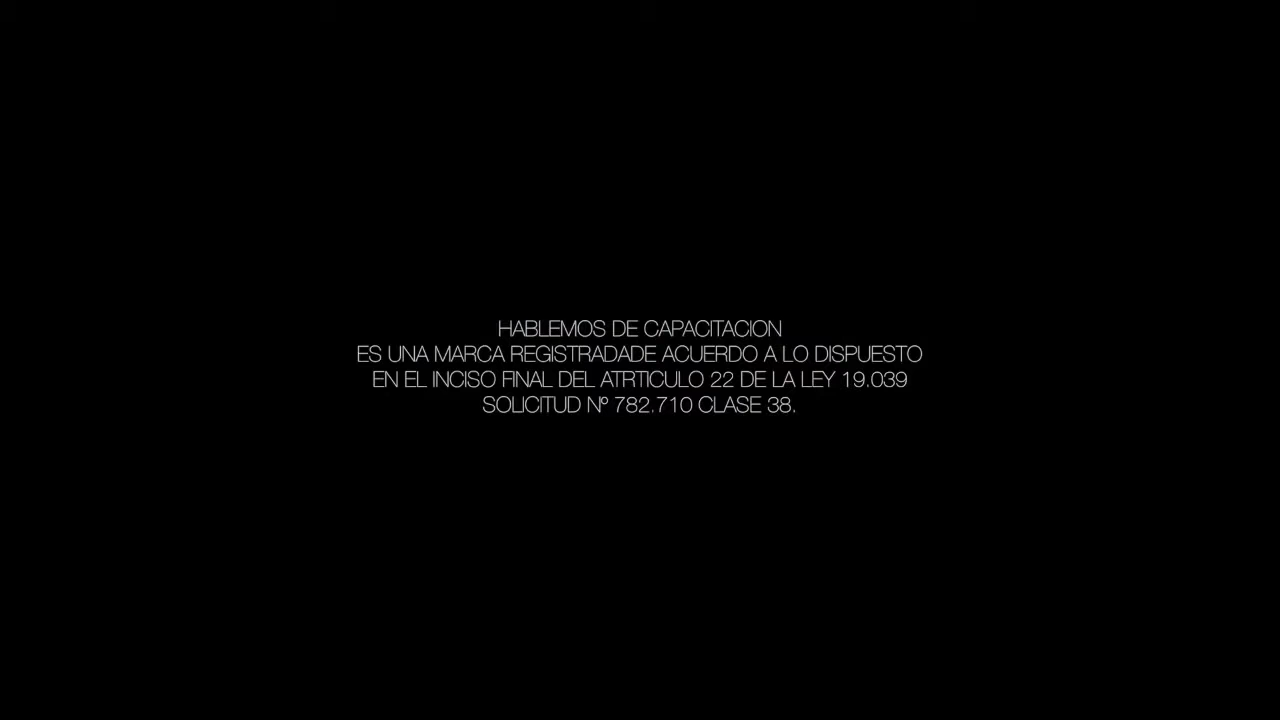 HABLEMOS DE CAPACITACION
ES UNA MARCA REGISTRADADE ACUERDO A LO DISPUESTO
EN EL INCISO FINAL DEL ATRTICULO 22 DE LA LEY 19.039
SOLICITUD Nº 782.710 CLASE 38.